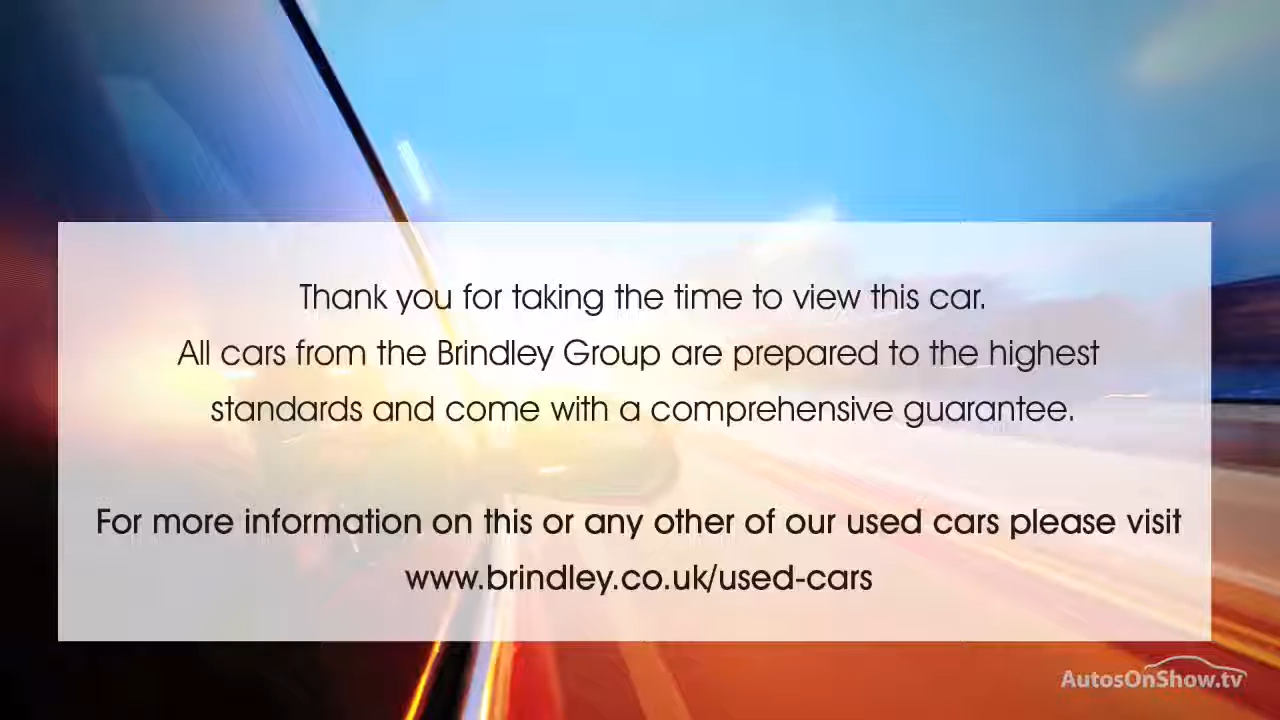 Thank you for taking the time to view this car.
All cars from the Brindley Group are prepared to the highest
standards and come with a comprehensive guarantee.
For more information on this or any other of our used cars please visit
www.brindley.co.uk/used-cars
AutosOnShow.tv